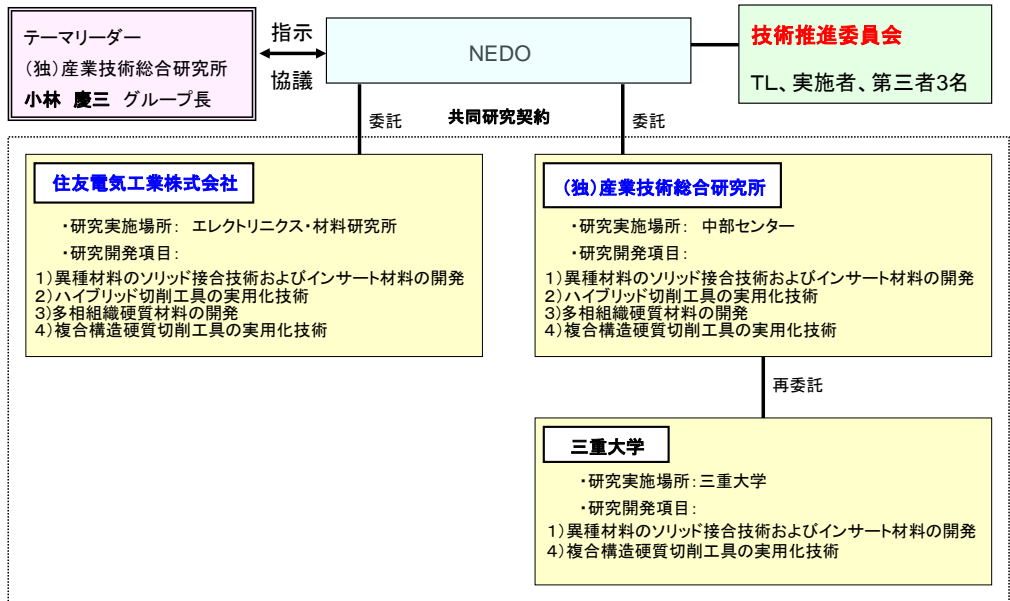 テーマリーダー
(独)産業技術総合研究所
小林 慶三 グループ長
指示
協議
NEDO
技術推進委員会
TL、実施者、第三者3名
委託
共同研究契約
委託
住友電気工業株式会社
・研究実施場所: エレクトリニクス・材料研究所
・研究開発項目:
1)異種材料のソリッド接合技術およびインサート材料の開発
2)ハイブリッド切削工具の実用化技術
3)多相組織硬質材料の開発
4)複合構造硬質切削工具の実用化技術
(独)産業技術総合研究所
・研究実施場所: 中部センター
・研究開発項目:
1)異種材料のソリッド接合技術およびインサート材料の開発
2)ハイブリッド切削工具の実用化技術
3)多相組織硬質材料の開発
4)複合構造硬質切削工具の実用化技術
再委託
三重大学
・研究実施場所:三重大学
・研究開発項目:
1)異種材料のソリッド接合技術およびインサート材料の開発
4)複合構造硬質切削工具の実用化技術